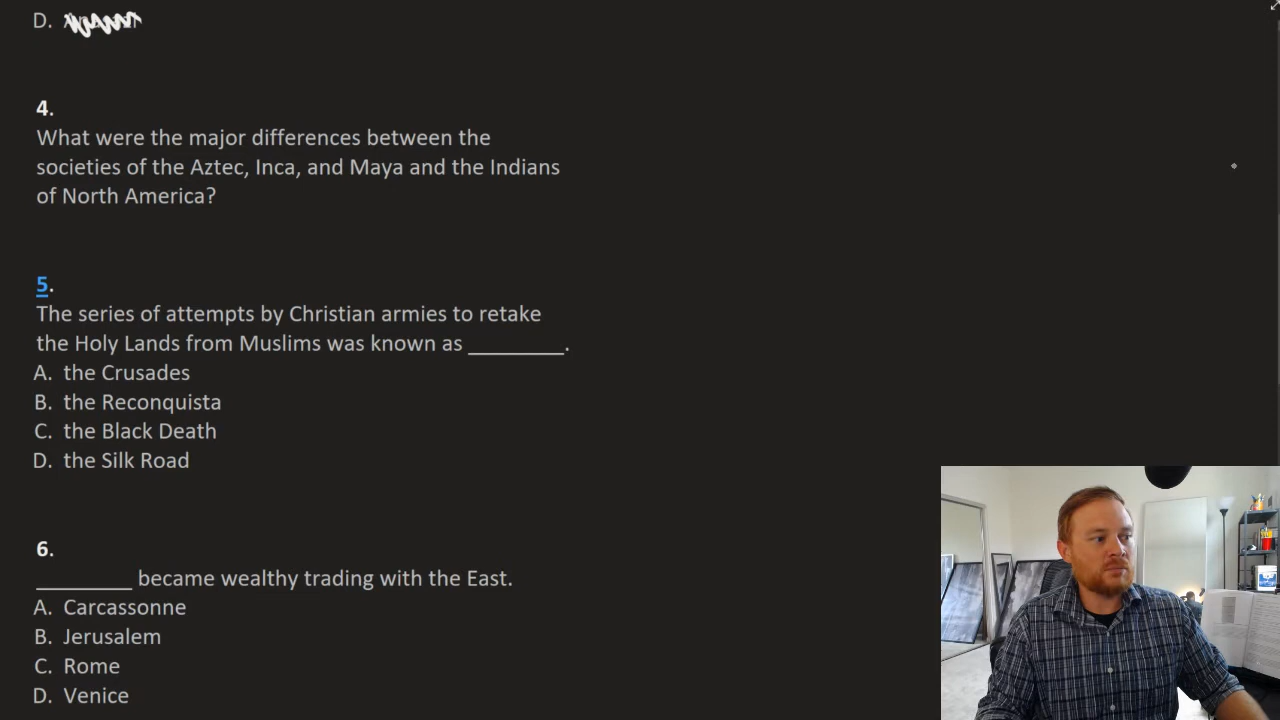 D.
4.
What were the major differences between the
societies of the Aztec, Inca, and Maya and the Indians
of North America?
5.
The series of attempts by Christian armies to retake
the Holy Lands from Muslims was known as ________.
A. the Crusades
B. the Reconquista
C. the Black Death
D. the Silk Road
6.
________ became wealthy trading with the East.
A. Carcassonne
B. Jerusalem
C. Rome
D. Venice